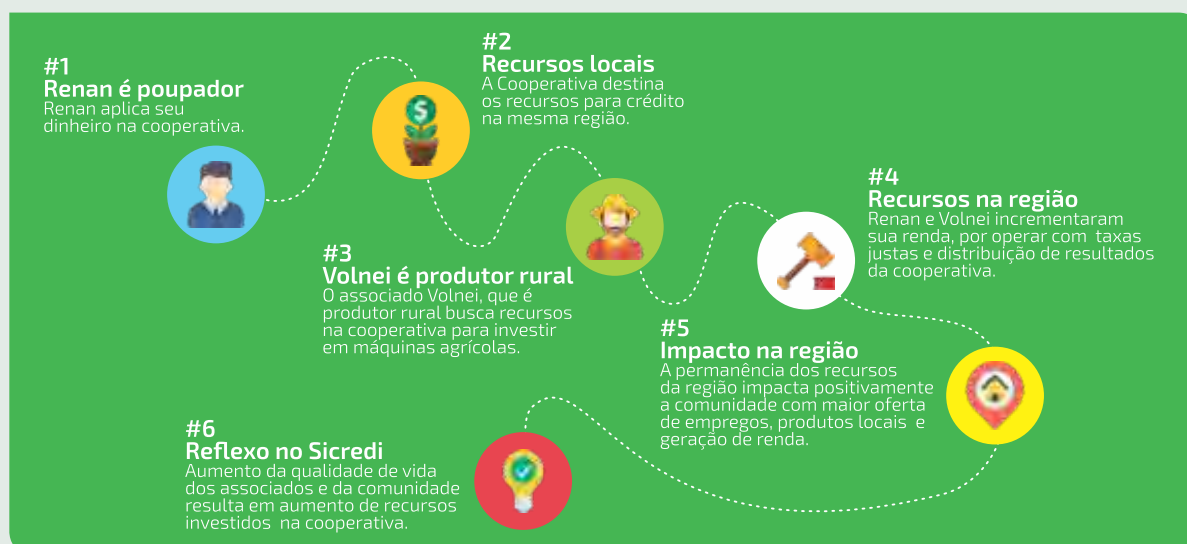 #1
Renan é poupador
Renan aplica seu
dinheiro na cooperativa.
#2
Recursos locais
A Cooperativa destina
os recursos para crédito
na mesma região.
#3
Volnei é produtor rural
O associado Volnei, que é
produtor rural busca recursos
na cooperativa para investir
em máquinas agrícolas.
#4
Recursos na região
Renan e Volnei incrementaram
sua renda, por operar com taxas
justas e distribuição de resultados
da cooperativa.
#5
Impacto na região
A permanência dos recursos
da região impacta positivamente
a comunidade com maior oferta
de empregos, produtos locais e
geração de renda.
#6
Reflexo no Sicredi
Aumento da qualidade de vida
dos associados e da comunidade
resulta em aumento de recursos
investidos na cooperativa.